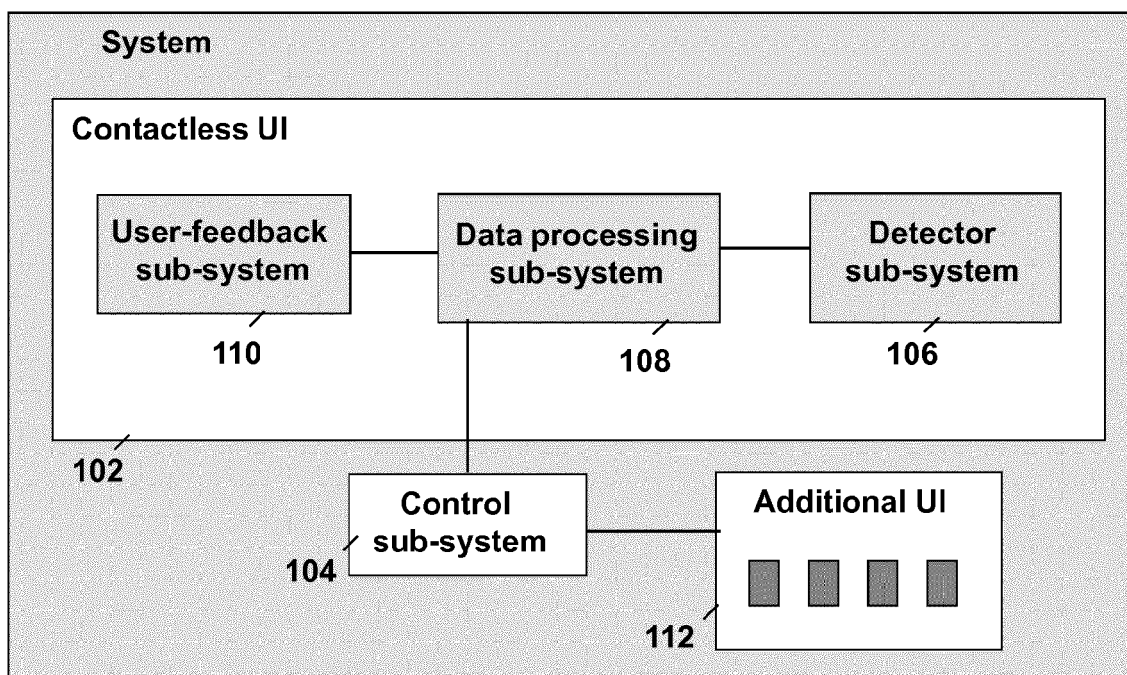 System
Contactless UI
User-feedback
sub-system
Data processing
sub-system
Detector
sub-system
110
108
106
102
Control
sub-system
104
Additional UI
112